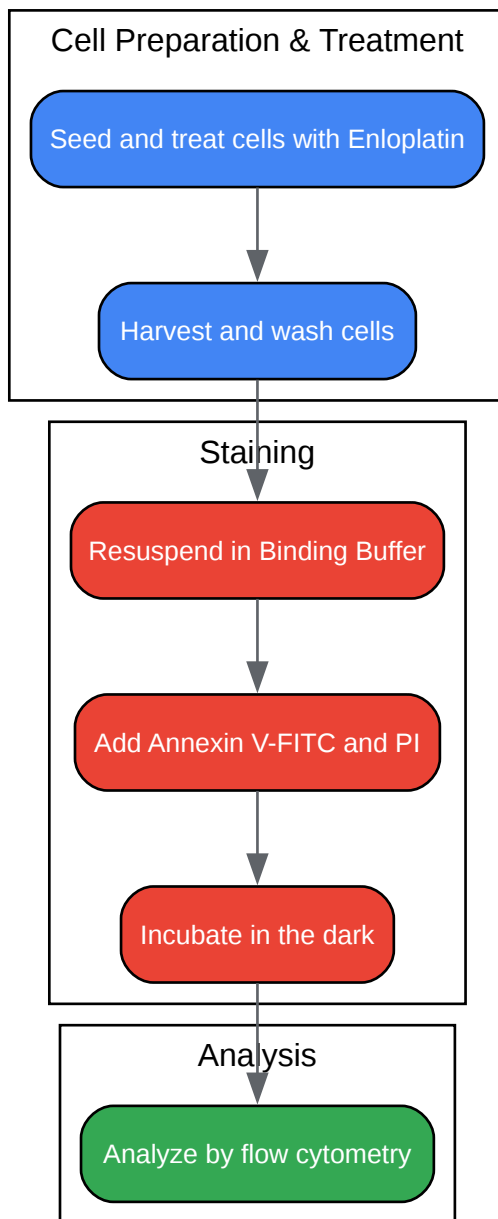 Cell Preparation & Treatment
Seed and treat cells with Enloplatin
Harvest and wash cells
Staining
Resuspend in Binding Buffer
Add Annexin V-FITC and PI
Incubate in the dark
Analysis
Analyze by flow cytometry